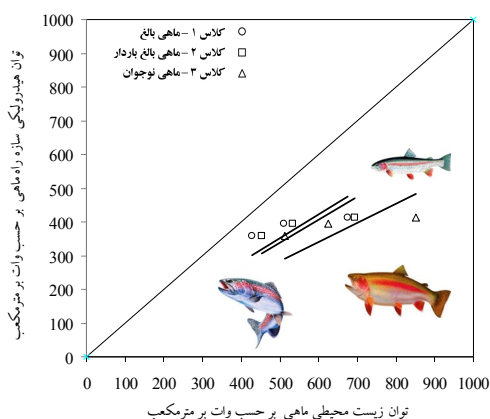 توان هیدرولیکی سازه راه ماهی بر حسب وات بر مترمکعب
1000
900
800
700
600
500
400
300
200
100
0
کلاس ۱ - ماهی بالغ
کلاس ۲ - ماهی بالغ باردار
کلاس ۳ - ماهی نوجوان
0 100 200 300 400 500 600 700 800 900 1000
توان زیست محیطی ماهی بر حسب وات بر مترمکعب